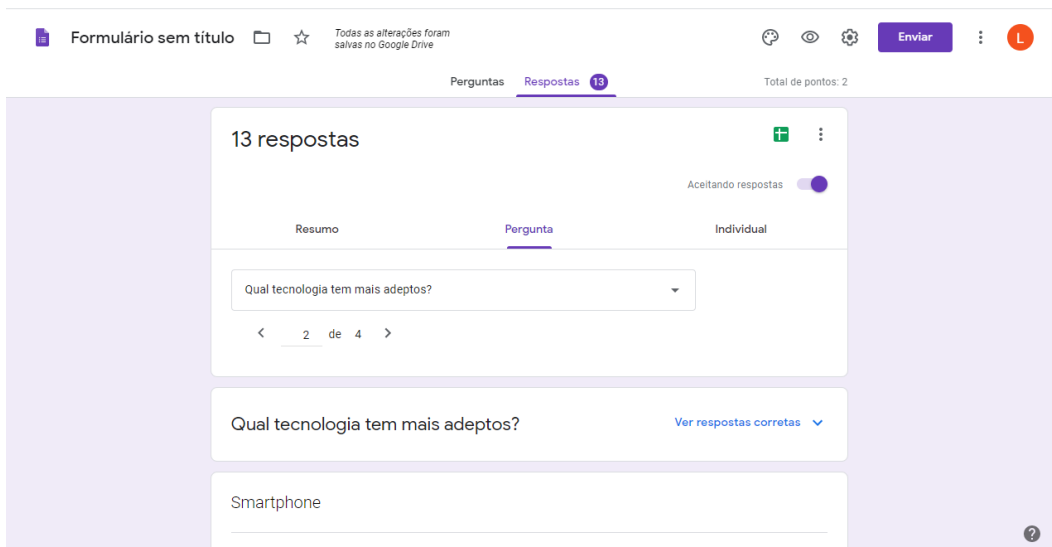 Formulário sem título
Todas as alterações foram
salvas no Google Drive
Enviar
L
Perguntas
Respostas 13
Total de pontos: 2
13 respostas
Aceitando respostas
Resumo
Pergunta
Individual
Qual tecnologia tem mais adeptos?
2 de 4
Qual tecnologia tem mais adeptos?
Ver respostas corretas
Smartphone